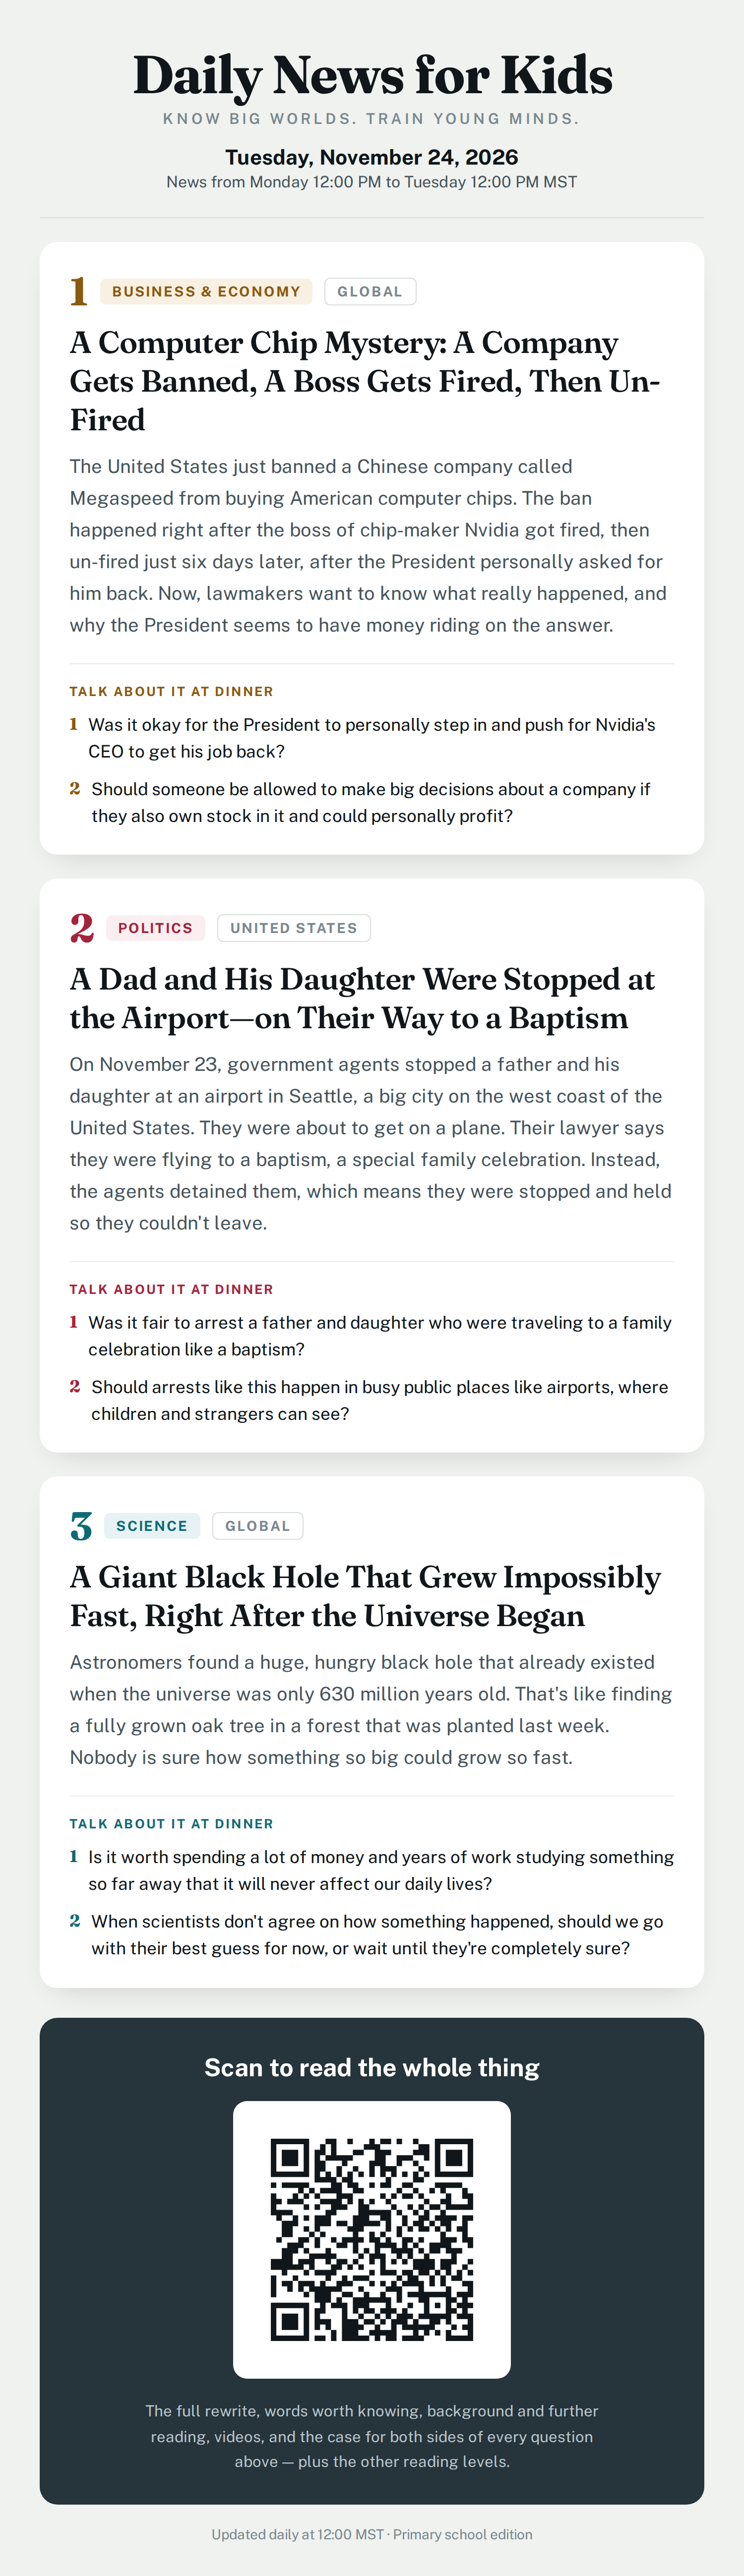 Daily News for Kids
KNOW BIG WORLDS. TRAIN YOUNG MINDS.
Tuesday, November 24, 2026
News from Monday 12:00 PM to Tuesday 12:00 PM MST
1 BUSINESS & ECONOMY GLOBAL
A Computer Chip Mystery: A Company
Gets Banned, A Boss Gets Fired, Then Un-
Fired
The United States just banned a Chinese company called
Megaspeed from buying American computer chips. The ban
happened right after the boss of chip-maker Nvidia got fired, then
un-fired just six days later, after the President personally asked for
him back. Now, lawmakers want to know what really happened, and
why the President seems to have money riding on the answer.
TALK ABOUT IT AT DINNER
1 Was it okay for the President to personally step in and push for Nvidia's
CEO to get his job back?
2 Should someone be allowed to make big decisions about a company if
they also own stock in it and could personally profit?
2 POLITICS UNITED STATES
A Dad and His Daughter Were Stopped at
the Airport—on Their Way to a Baptism
On November 23, government agents stopped a father and his
daughter at an airport in Seattle, a big city on the west coast of the
United States. They were about to get on a plane. Their lawyer says
they were flying to a baptism, a special family celebration. Instead,
the agents detained them, which means they were stopped and held
so they couldn't leave.
TALK ABOUT IT AT DINNER
1 Was it fair to arrest a father and daughter who were traveling to a family
celebration like a baptism?
2 Should arrests like this happen in busy public places like airports, where
children and strangers can see?
3 SCIENCE GLOBAL
A Giant Black Hole That Grew Impossibly
Fast, Right After the Universe Began
Astronomers found a huge, hungry black hole that already existed
when the universe was only 630 million years old. That's like finding
a fully grown oak tree in a forest that was planted last week.
Nobody is sure how something so big could grow so fast.
TALK ABOUT IT AT DINNER
1 Is it worth spending a lot of money and years of work studying something
so far away that it will never affect our daily lives?
2 When scientists don't agree on how something happened, should we go
with their best guess for now, or wait until they're completely sure?
Scan to read the whole thing
The full rewrite, words worth knowing, background and further
reading, videos, and the case for both sides of every question
above — plus the other reading levels.
Updated daily at 12:00 MST · Primary school edition